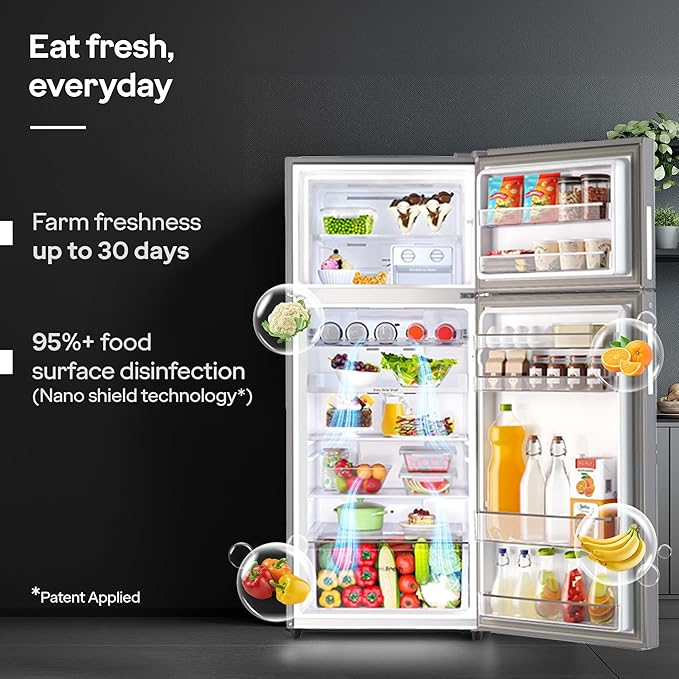 Eat fresh,
everyday
Farm freshness
up to 30 days
95%+ food
surface disinfection
(Nano shield technology*)
*Patent Applied